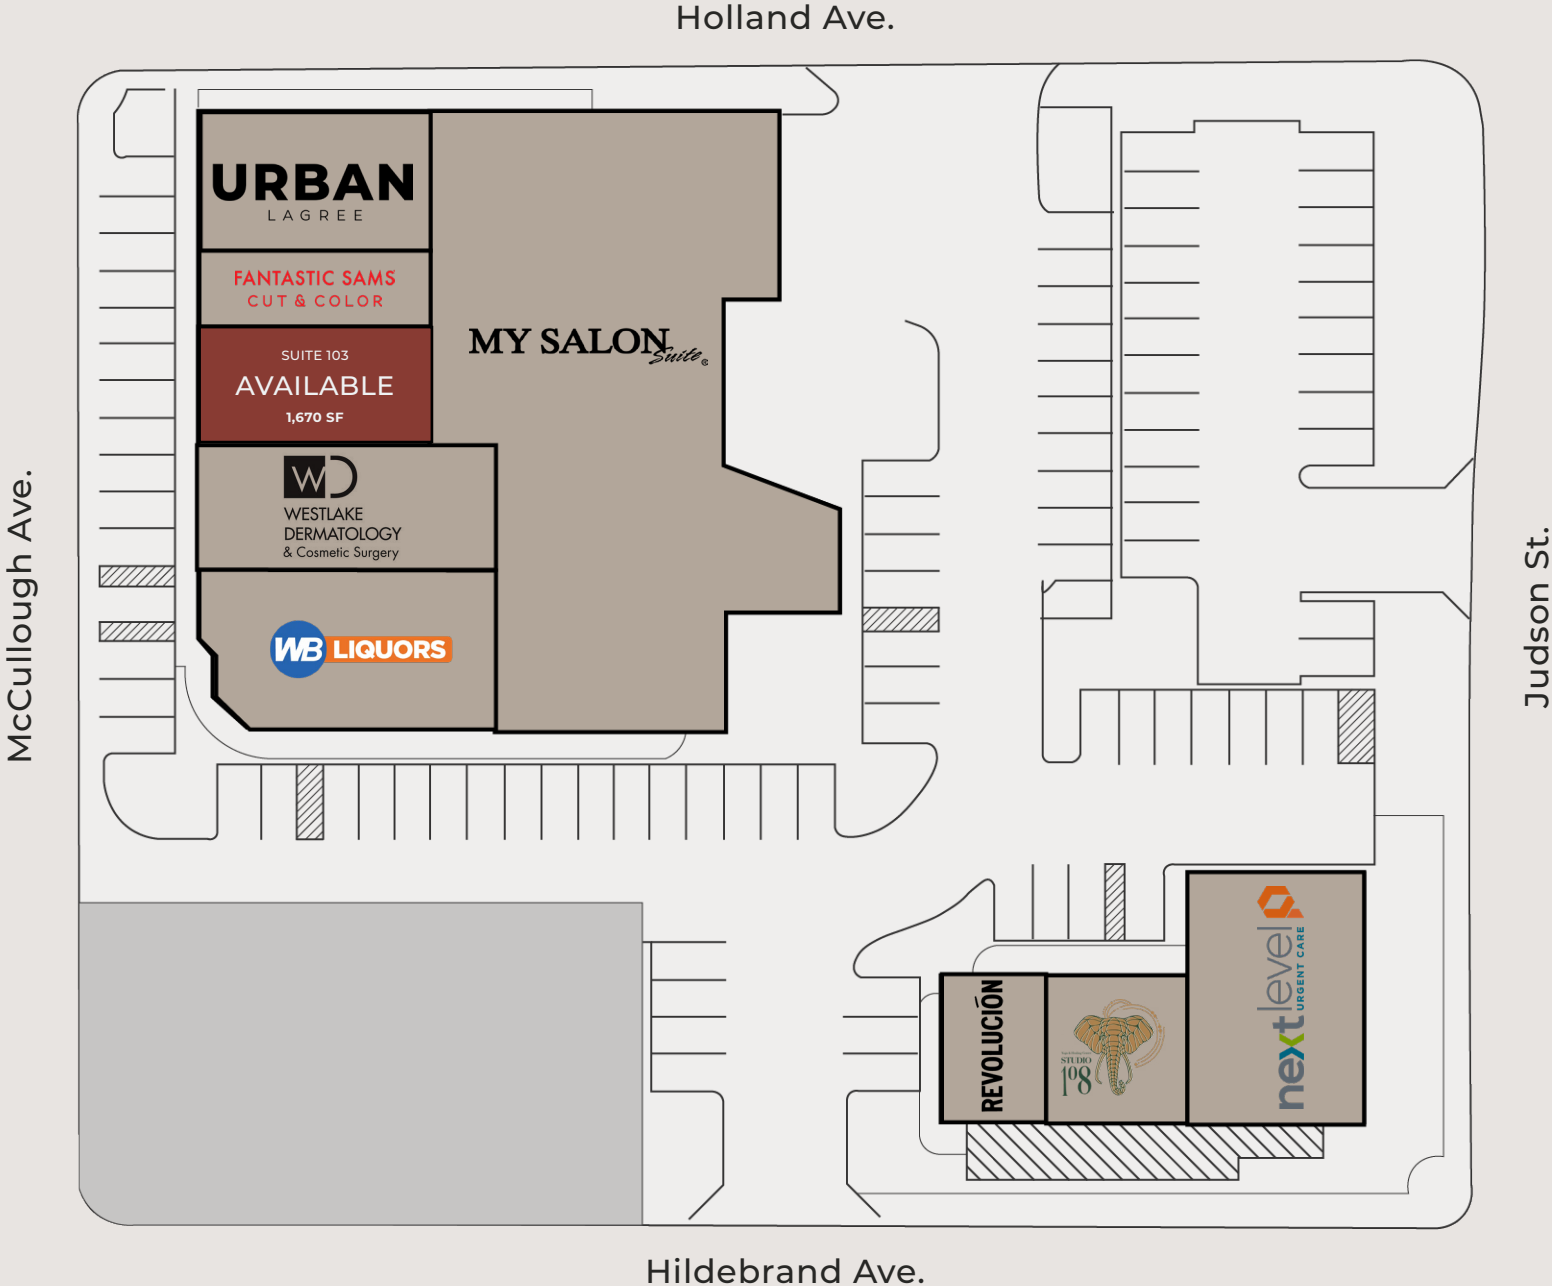 Holland Ave.
URBAN
LAGREE
FANTASTIC SAMS
CUT & COLOR
SUITE 103
AVAILABLE
1,670 SF
MY SALON
Suite®
WD
WESTLAKE
DERMATOLOGY
& Cosmetic Surgery
WB LIQUORS
McCullough Ave.
Judson St.
REVOLUCIÓN
STUDIO
108
nextlevel
URGENT CARE
Hildebrand Ave.